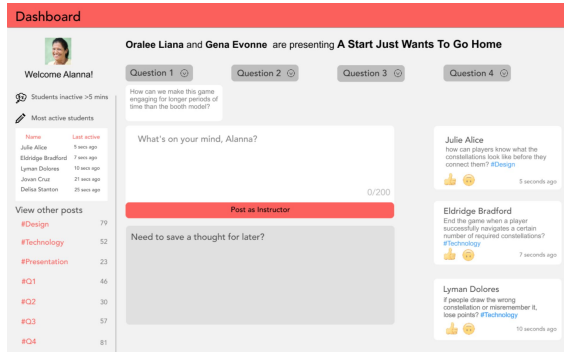 Dashboard
Oralee Liana and Gena Evonne are presenting A Start Just Wants To Go Home
Welcome Alanna!
Students inactive >5 mins
Most active students
Name Last active
Julie Alice 5 secs ago
Eldridge Bradford 7 secs ago
Lyman Dolores 10 secs ago
Jovan Cruz 21 secs ago
Delisa Stanton 25 secs ago
View other posts
#Design 79
#Technology 52
#Presentation 23
#Q1 46
#Q2 30
#Q3 57
#Q4 81
Question 1
Question 2
Question 3
Question 4
How can we make this game
engaging for longer periods of
time than the booth model?
What's on your mind, Alanna?
0/200
Post as Instructor
Need to save a thought for later?
Julie Alice
how can players know what the
constellations look like before they
connect them? #Design
5 seconds ago
Eldridge Bradford
End the game when a player
successfully navigates a certain
number of required constellations?
#Technology
7 seconds ago
Lyman Dolores
if people draw the wrong
constellation or misremember it,
lose points? #Technology
10 seconds ago